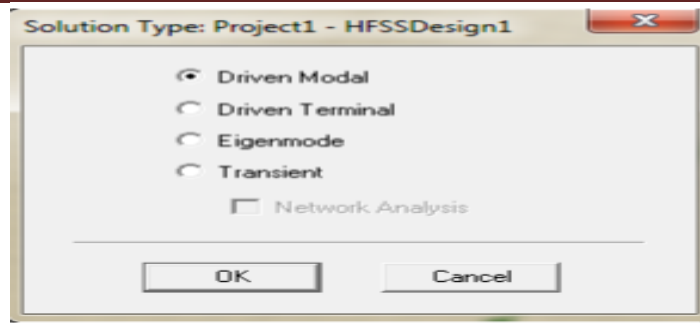 Solution Type: Project1 - HFSSDesign1
Driven Modal
Driven Terminal
Eigenmode
Transient
Network Analysis
OK Cancel